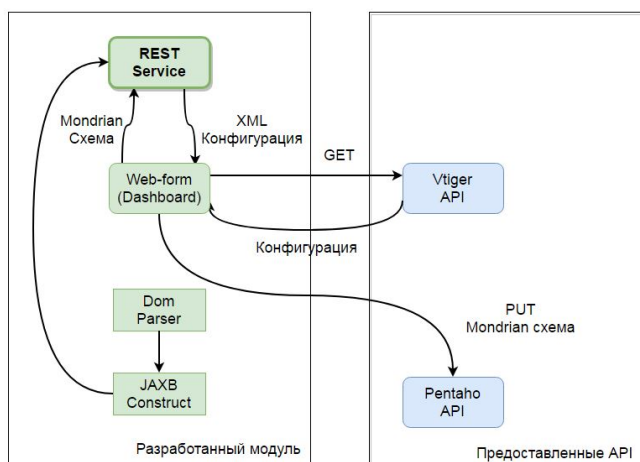 REST
Service
Mondrian
Схема
XML
Конфигурация
GET
Web-form
(Dashboard)
Vtiger
API
Конфигурация
Dom
Parser
PUT
Mondrian схема
JAXB
Construct
Pentaho
API
Разработанный модуль
Предоставленные API